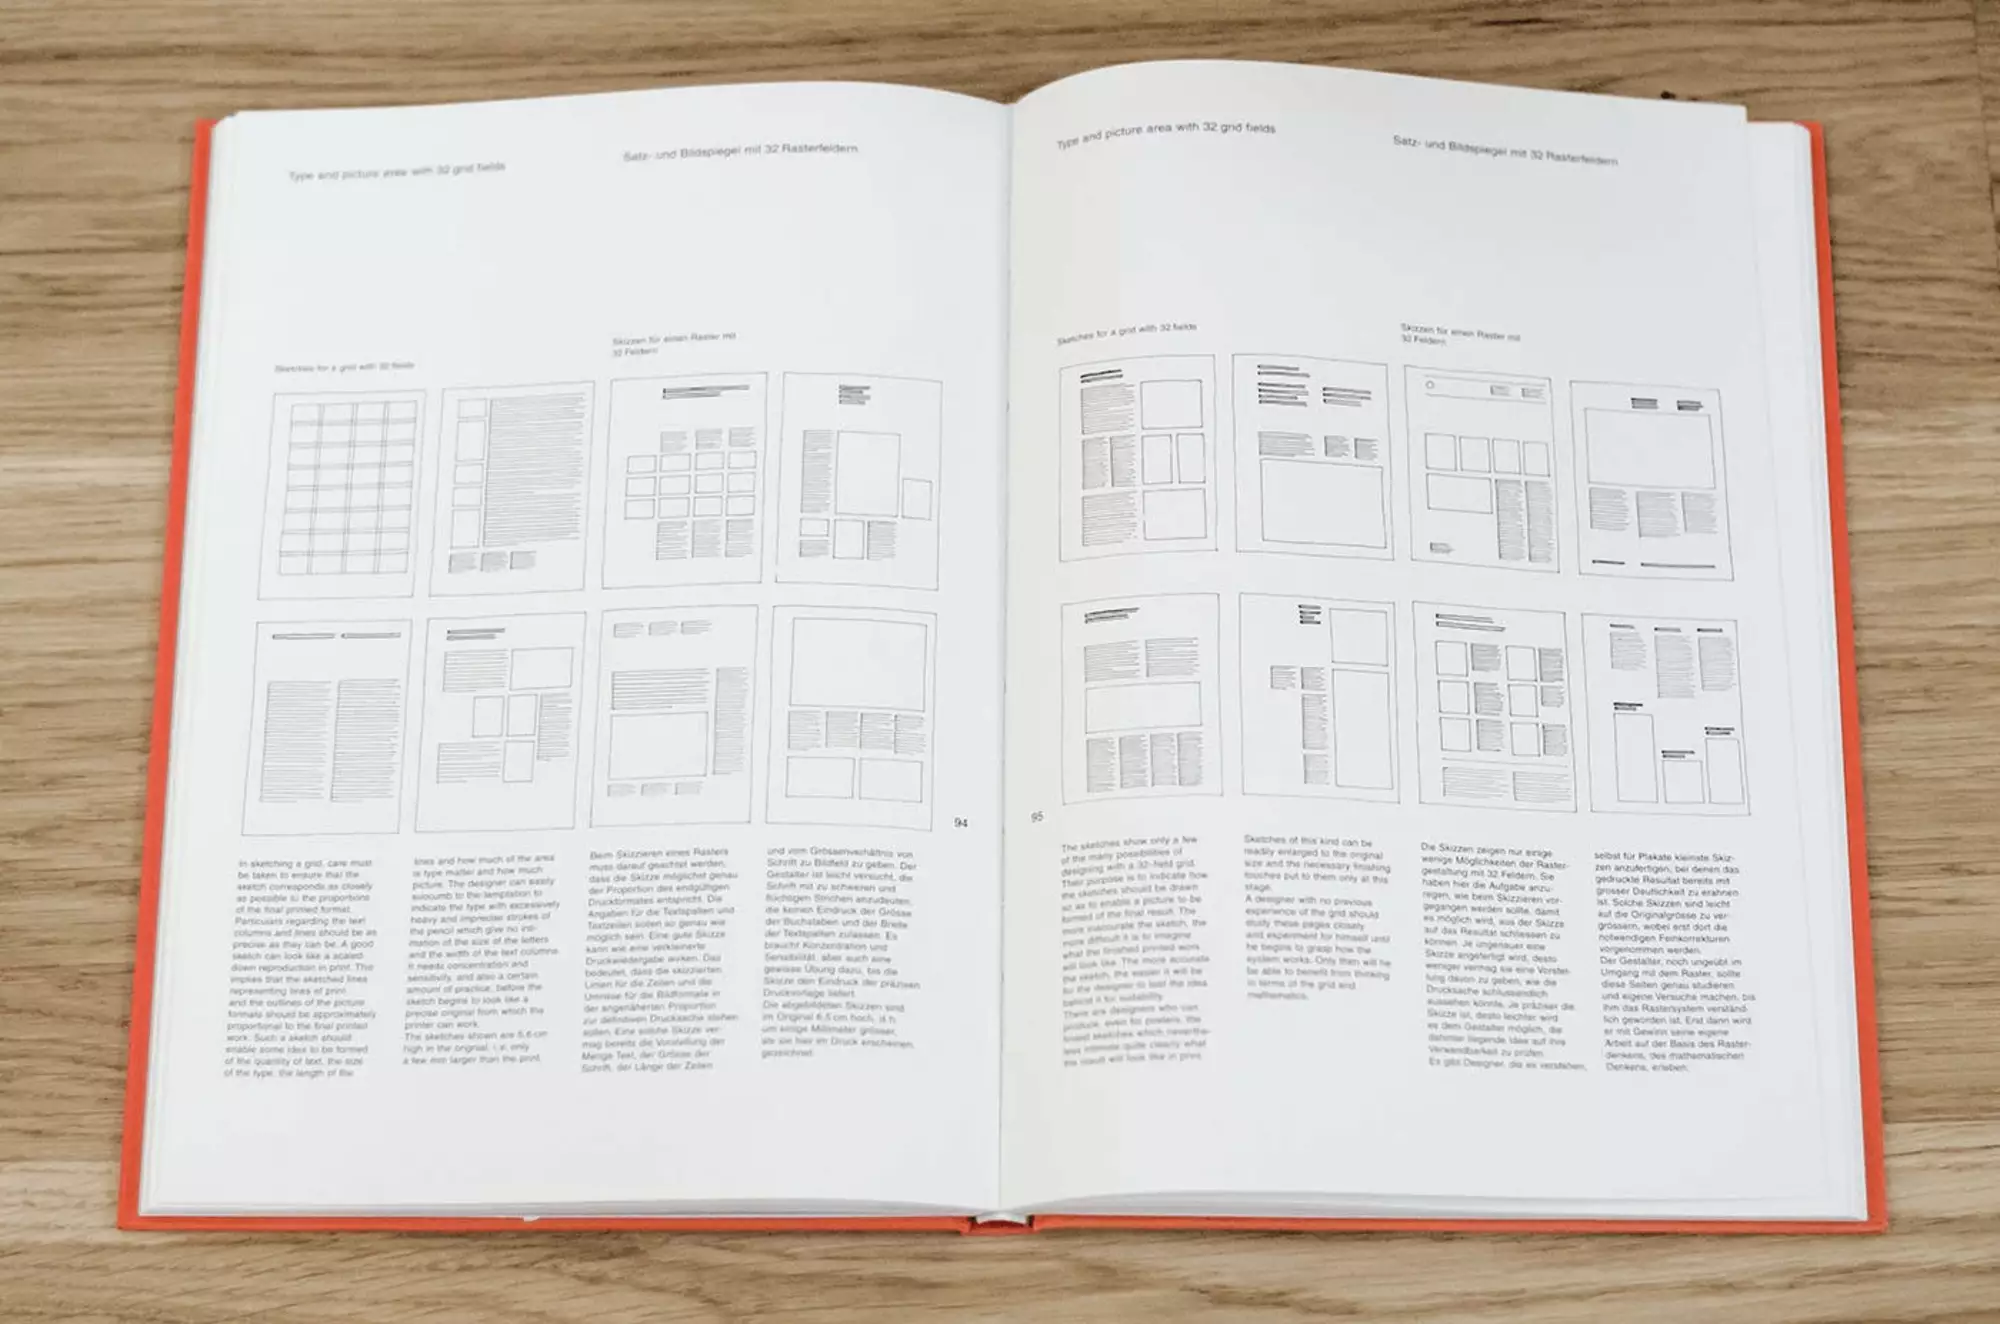 Type and picture area with 32 grid fields
Satz- und Bildspiegel mit 32 Rasterfeldern
Sketches for a grid with 32 fields
Skizzen für einen Raster mit
32 Feldern
94
In sketching a grid, care must
be taken to ensure that the
sketch corresponds as closely
as possible to the proportions
of the final printed format.
Particulars regarding the text
columns and lines should be as
precise as they can be. A good
sketch can look like a scaled-
down reproduction in print. This
implies that the sketched lines
representing lines of print
and the outlines of the picture
formats should be approximately
proportional to the final printed
work. Such a sketch should
enable some idea to be formed
of the quantity of text, the size
of the type, the length of the
lines and how much of the area
is type matter and how much
picture. The designer can easily
succumb to the temptation to
indicate the type with excessively
heavy and imprecise strokes of
the pencil which give no inti-
mation of the size of the letters
and the width of the text columns.
It needs concentration and
sensitivity, and also a certain
amount of practice, before the
sketch begins to look like a
precise original from which the
printer can work.
The sketches shown are 6.6 cm
high in the original, i.e. only
a few mm larger than the print.
Beim Skizzieren eines Rasters
muss darauf geachtet werden,
dass die Skizze möglichst genau
der Proportion des endgültigen
Druckformates entspricht. Die
Angaben für die Textspalten und
Textzeilen sollen so genau wie
möglich sein. Eine gute Skizze
kann wie eine verkleinerte
Druckwiedergabe wirken. Das
bedeutet, dass die skizzierten
Linien für die Zeilen und die
Umrisse für die Bildformate in
der angenäherten Proportion
zur definitiven Drucksache stehen
sollen. Eine solche Skizze ver-
mag bereits die Vorstellung der
Menge Text, der Grösse der
Schrift, der Länge der Zeilen
und vom Grössenverhältnis von
Schrift zu Bildfeld zu geben. Der
Gestalter ist leicht versucht, die
Schrift mit zu schweren und
flüchtigen Strichen anzudeuten,
die keinen Eindruck der Grösse
der Buchstaben und der Breite
der Textspalten zulassen. Es
braucht Konzentration und
Sensibilität, aber auch eine
gewisse Übung dazu, bis die
Skizze den Eindruck der präzisen
Druckvorlage liefert.
Die abgebildeten Skizzen sind
im Original 6,5 cm hoch, d.h.
um einige Millimeter grösser,
als sie hier im Druck erscheinen,
gezeichnet.
Type and picture area with 32 grid fields
Satz- und Bildspiegel mit 32 Rasterfeldern
Sketches for a grid with 32 fields
Skizzen für einen Raster mit
32 Feldern
95
The sketches show only a few
of the many possibilities of
designing with a 32-field grid.
Their purpose is to indicate how
the sketches should be drawn
so as to enable a picture to be
formed of the final result. The
more inaccurate the sketch, the
more difficult it is to imagine
what the finished printed work
will look like. The more accurate
the sketch, the easier it will be
for the designer to test the idea
behind it for suitability.
There are designers who can
produce, even for posters, the
tiniest sketches which neverthe-
less intimate quite clearly what
the result will look like in print.
Sketches of this kind can be
readily enlarged to the original
size and the necessary finishing
touches put to them only at this
stage.
A designer with no previous
experience of the grid should
study these pages closely
and experiment for himself until
he begins to grasp how the
system works. Only then will he
be able to benefit from thinking
in terms of the grid and
mathematics.
Die Skizzen zeigen nur einige
wenige Möglichkeiten der Raster-
gestaltung mit 32 Feldern. Sie
haben hier die Aufgabe anzu-
regen, wie beim Skizzieren vor-
gegangen werden sollte, damit
es möglich wird, aus der Skizze
auf das Resultat schliessen zu
können. Je ungenauer eine
Skizze angefertigt wird, desto
weniger vermag sie eine Vorstel-
lung davon zu geben, wie die
Drucksache schlussendlich
aussehen könnte. Je präziser die
Skizze ist, desto leichter wird
es dem Gestalter möglich, die
dahinter liegende Idee auf ihre
Verwendbarkeit zu prüfen.
Es gibt Designer, die es verstehen,
selbst für Plakate kleinste Skiz-
zen anzufertigen, bei denen das
gedruckte Resultat bereits mit
grosser Deutlichkeit zu erahnen
ist. Solche Skizzen sind leicht
auf die Originalgrösse zu ver-
grössern, wobei erst dort die
notwendigen Feinkorrekturen
vorgenommen werden.
Der Gestalter, noch ungeübt im
Umgang mit dem Raster, sollte
diese Seiten genau studieren
und eigene Versuche machen, bis
ihm das Rastersystem verständ-
lich geworden ist. Erst dann wird
er mit Gewinn seine eigene
Arbeit auf der Basis des Raster-
denkens, des mathematischen
Denkens, erleben.